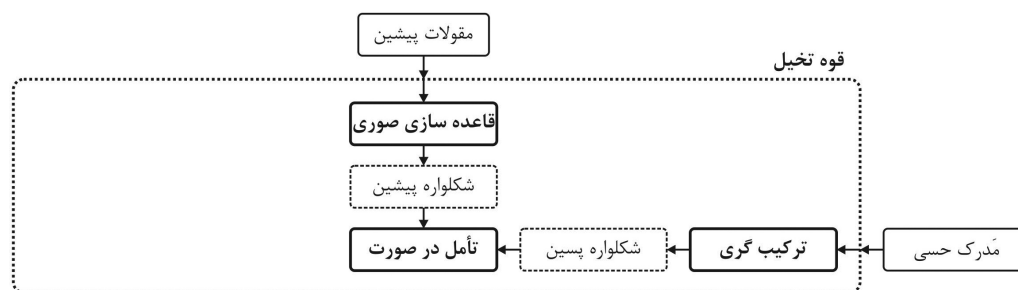 مقولات پیشین
قوه تخیل
قاعده سازی صوری
شکلواره پیشین
مَدرک حسی
ترکیب گری
شکلواره پسین
تأمل در صورت